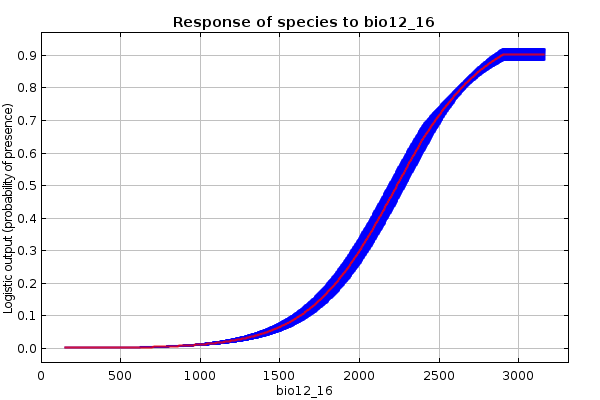 Response of species to bio12_16
Logistic output (probability of presence)
0.9
0.8
0.7
0.6
0.5
0.4
0.3
0.2
0.1
0.0
0 500 1000 1500 2000 2500 3000
bio12_16